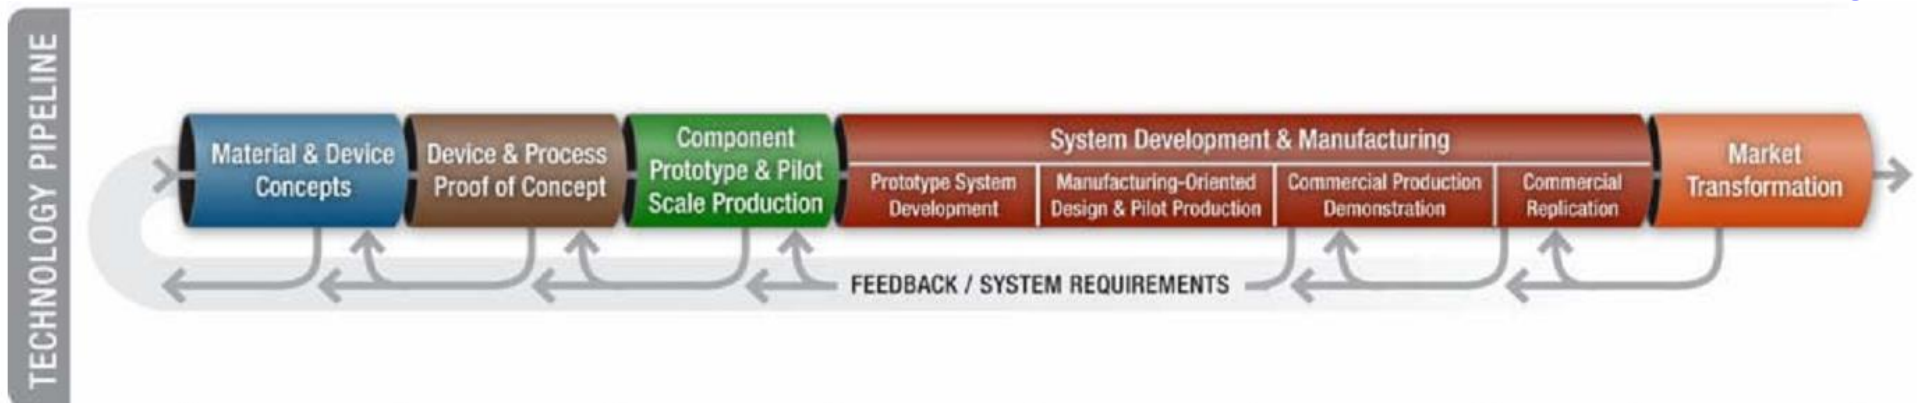 TECHNOLOGY PIPELINE
Material & Device
Concepts
Device & Process
Proof of Concept
Component
Prototype & Pilot
Scale Production
System Development & Manufacturing
Prototype System
Development
Manufacturing-Oriented
Design & Pilot Production
Commercial Production
Demonstration
Commercial
Replication
Market
Transformation
FEEDBACK / SYSTEM REQUIREMENTS